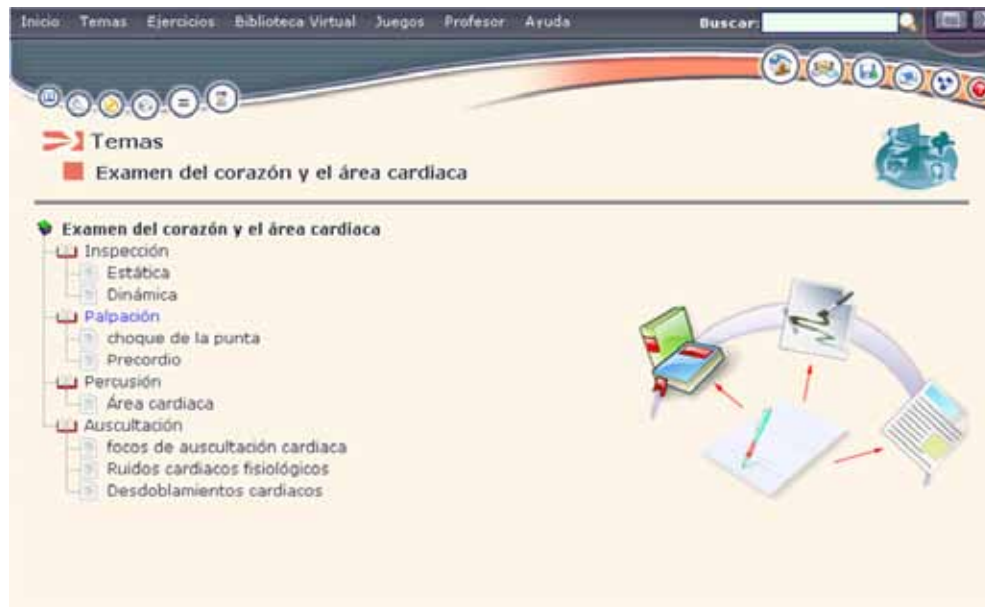 Inicio Temas Ejercicios Biblioteca Virtual Juegos Profesor Ayuda Buscar:
Temas
Examen del corazón y el área cardiaca
Examen del corazón y el área cardiaca
Inspección
Estática
Dinámica
Palpación
choque de la punta
Precordio
Percusión
Área cardiaca
Auscultación
focos de auscultación cardiaca
Ruidos cardiacos fisiológicos
Desdoblamientos cardiacos